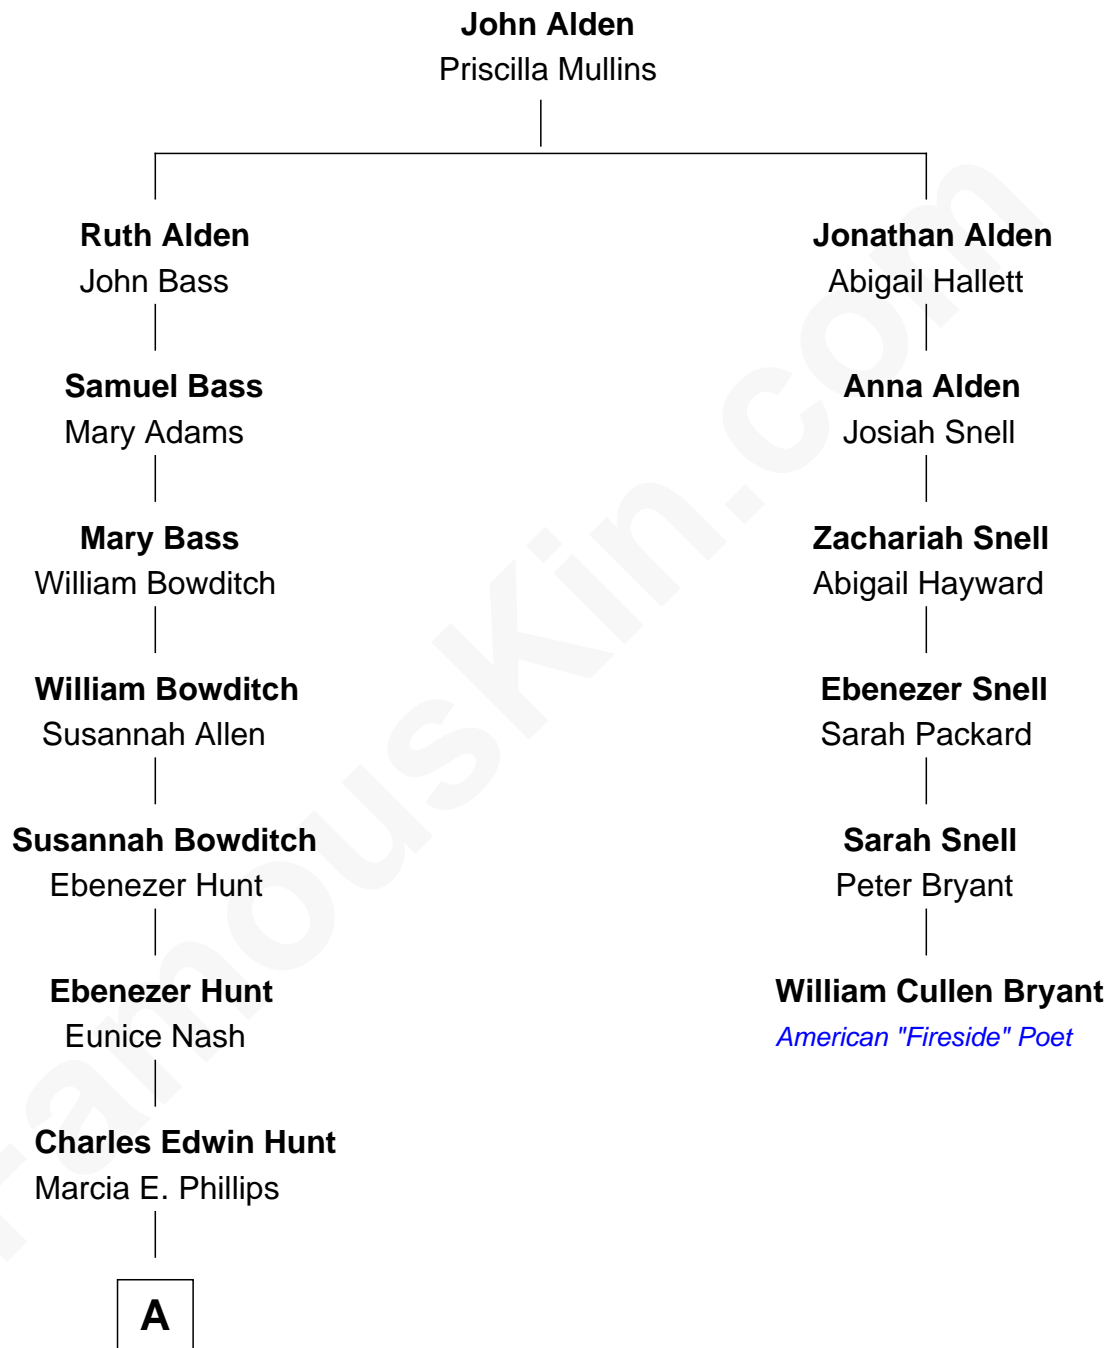 John Alden
Priscilla Mullins
Ruth Alden
John Bass
Jonathan Alden
Abigail Hallett
Samuel Bass
Mary Adams
Anna Alden
Josiah Snell
Mary Bass
William Bowditch
Zachariah Snell
Abigail Hayward
William Bowditch
Susannah Allen
Ebenezer Snell
Sarah Packard
Susannah Bowditch
Ebenezer Hunt
Sarah Snell
Peter Bryant
Ebenezer Hunt
Eunice Nash
William Cullen Bryant
American "Fireside" Poet
Charles Edwin Hunt
Marcia E. Phillips
A
FamousKin.com